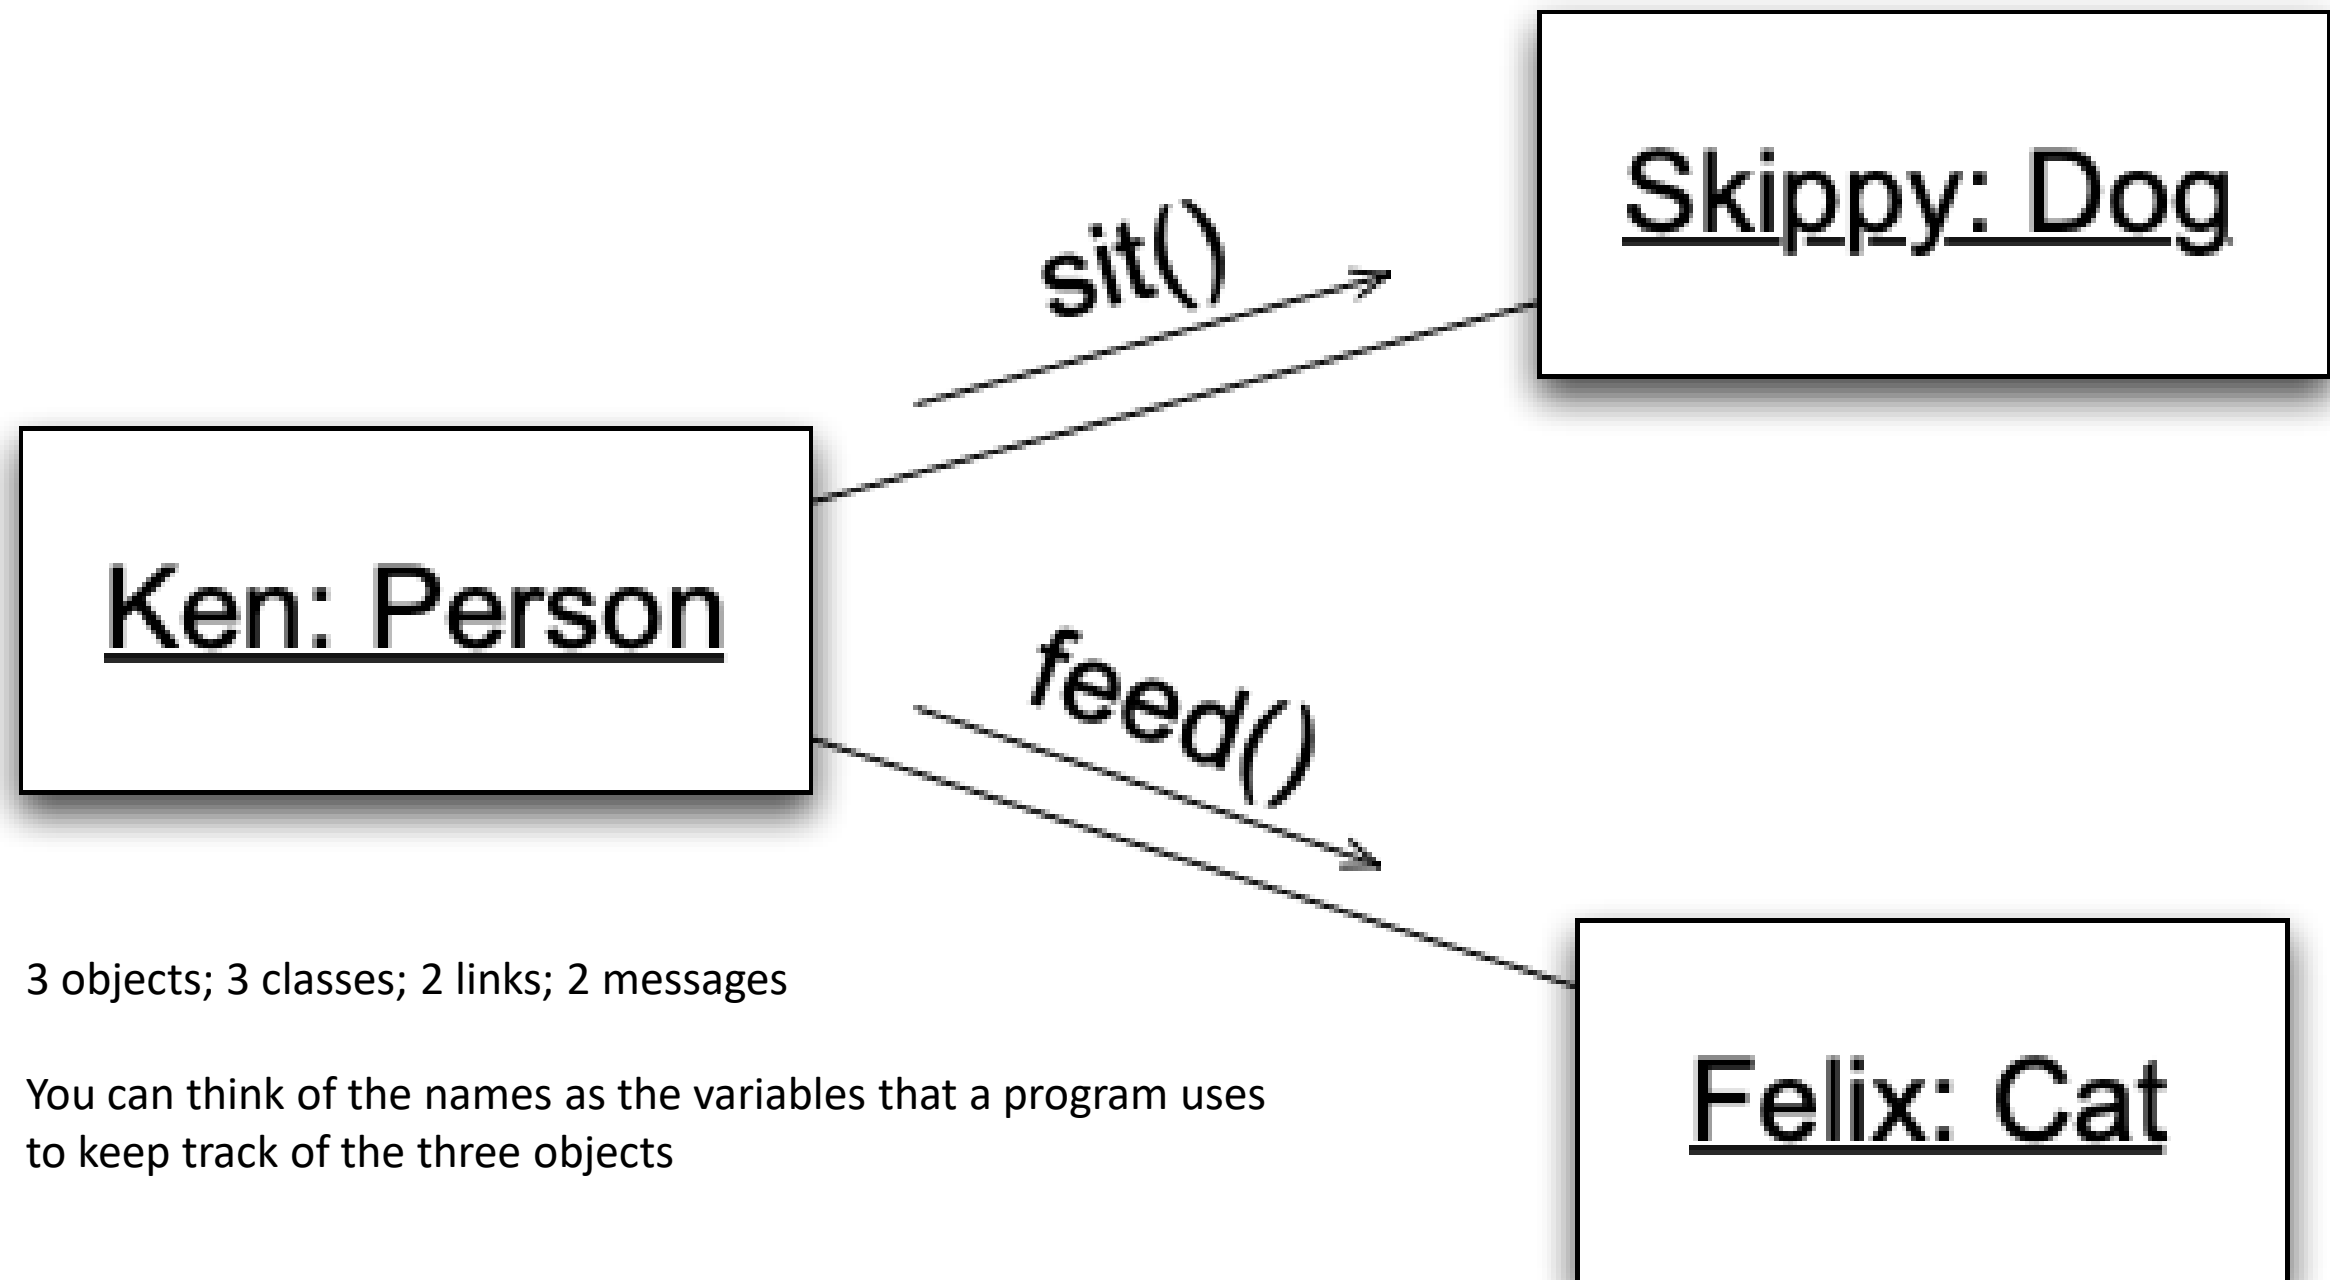 Skippy: Dog
sit()
Ken: Person
feed()
3 objects; 3 classes; 2 links; 2 messages
You can think of the names as the variables that a program uses
to keep track of the three objects
Felix: Cat